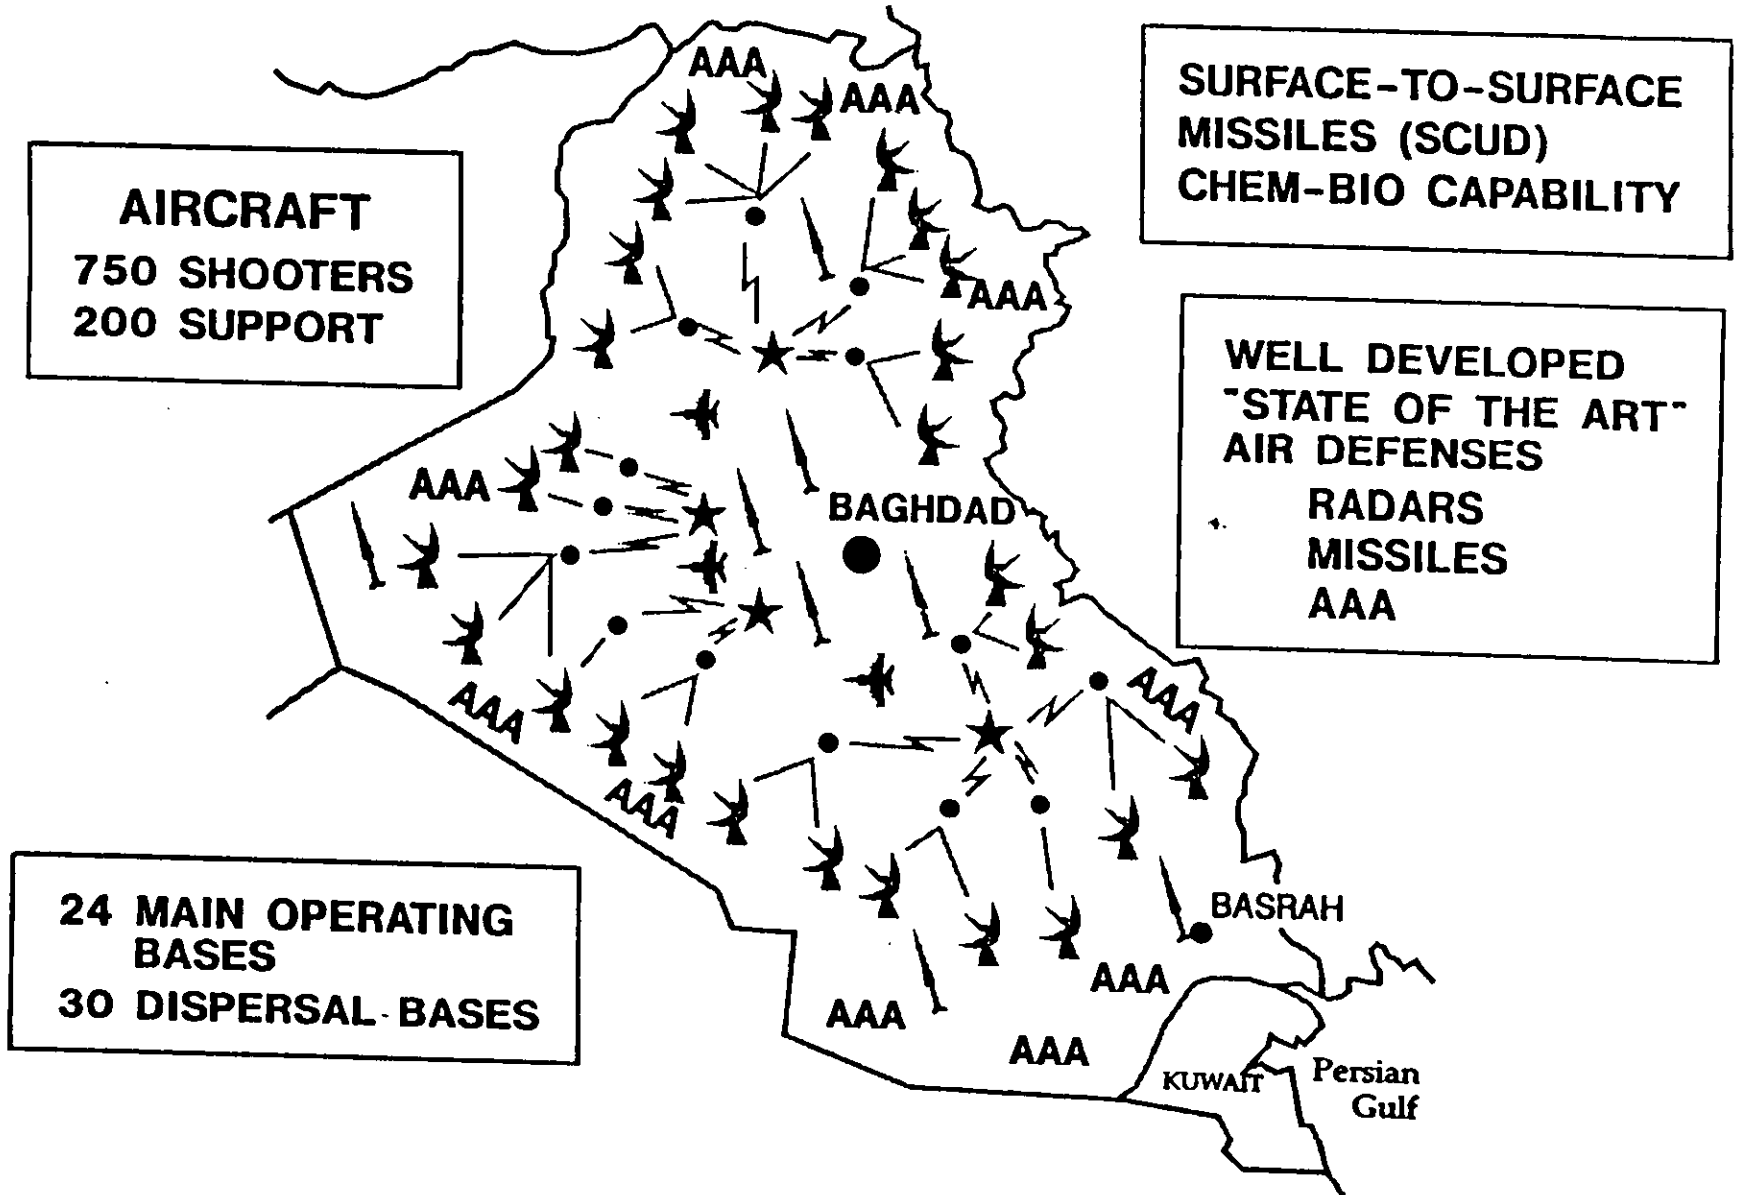 AAA
AAA
SURFACE-TO-SURFACE
MISSILES (SCUD)
CHEM-BIO CAPABILITY
AIRCRAFT
750 SHOOTERS
200 SUPPORT
AAA
WELL DEVELOPED
"STATE OF THE ART"
AIR DEFENSES
RADARS
MISSILES
AAA
AAA
BAGHDAD
AAA
AAA
AAA
24 MAIN OPERATING
BASES
30 DISPERSAL BASES
BASRAH
AAA
AAA
AAA
KUWAIT
Persian
Gulf